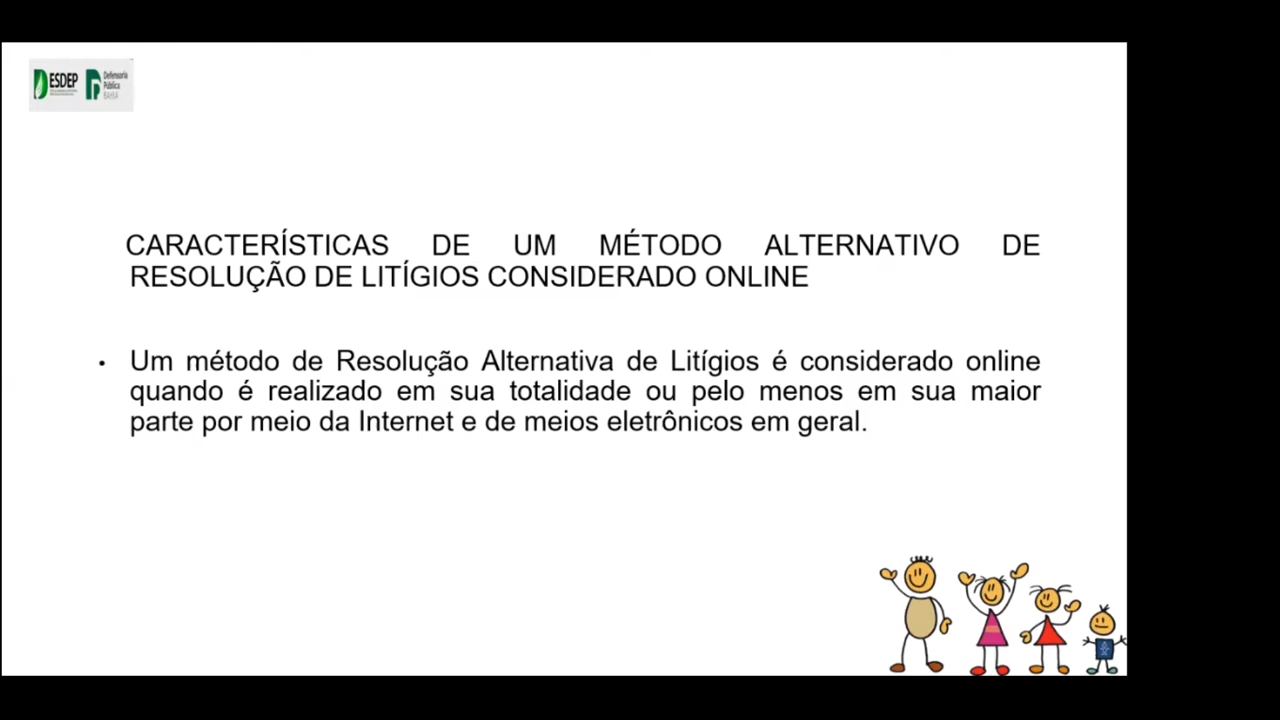 ESDEP
Defensoria
Pública
BAHIA
CARACTERÍSTICAS DE UM MÉTODO ALTERNATIVO DE
RESOLUÇÃO DE LITÍGIOS CONSIDERADO ONLINE
• Um método de Resolução Alternativa de Litígios é considerado online
quando é realizado em sua totalidade ou pelo menos em sua maior
parte por meio da Internet e de meios eletrônicos em geral.